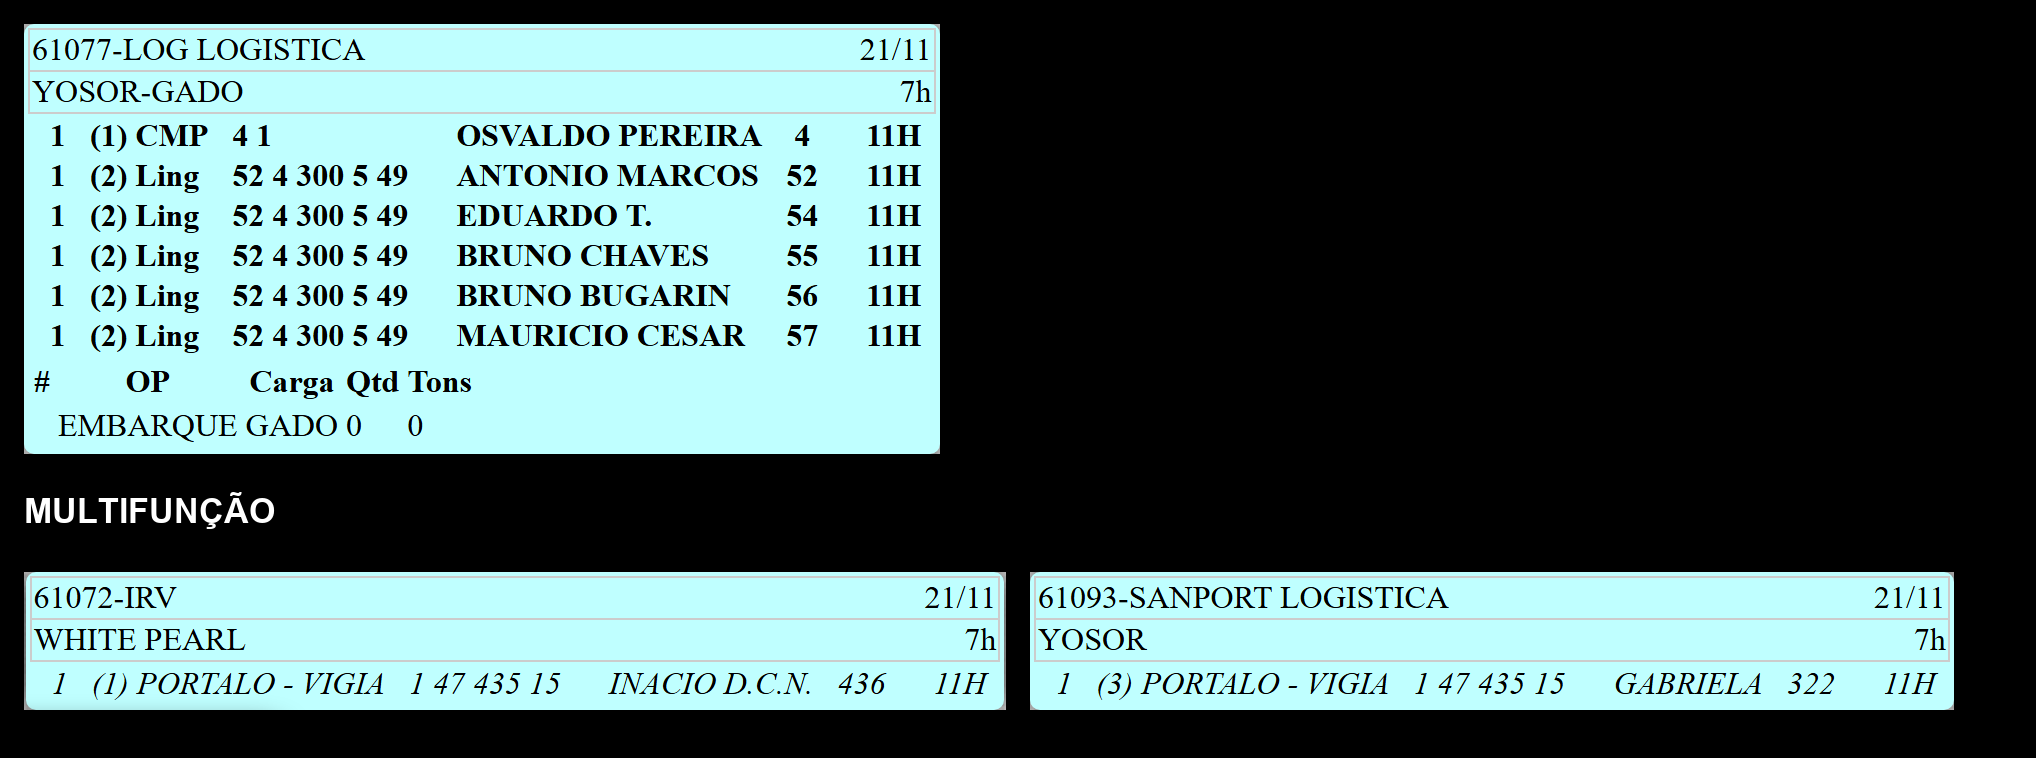 61077-LOG LOGISTICA 21/11
YOSOR-GADO 7h
1 (1) CMP 4 1 OSVALDO PEREIRA 4 11H
1 (2) Ling 52 4 300 5 49 ANTONIO MARCOS 52 11H
1 (2) Ling 52 4 300 5 49 EDUARDO T. 54 11H
1 (2) Ling 52 4 300 5 49 BRUNO CHAVES 55 11H
1 (2) Ling 52 4 300 5 49 BRUNO BUGARIN 56 11H
1 (2) Ling 52 4 300 5 49 MAURICIO CESAR 57 11H
# OP Carga Qtd Tons
EMBARQUE GADO 0 0
MULTIFUNÇÃO
61072-IRV 21/11
WHITE PEARL 7h
1 (1) PORTALO - VIGIA 1 47 435 15 INACIO D.C.N. 436 11H
61093-SANPORT LOGISTICA 21/11
YOSOR 7h
1 (3) PORTALO - VIGIA 1 47 435 15 GABRIELA 322 11H